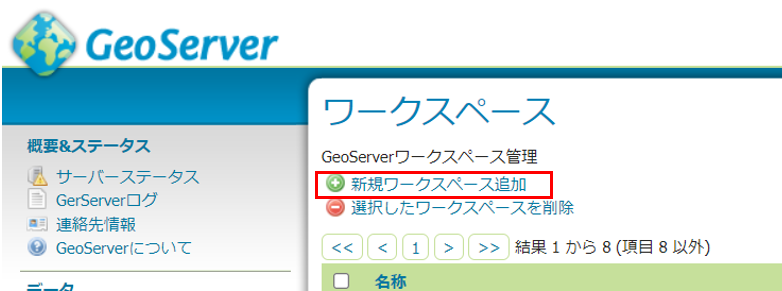 GeoServer
ワークスペース
GeoServerワークスペース管理
新規ワークスペース追加
選択したワークスペースを削除
<< < 1 > >> 結果 1 から 8 (項目 8 以外)
名称
概要&ステータス
サーバーステータス
GerServerログ
連絡先情報
GeoServerについて
データ